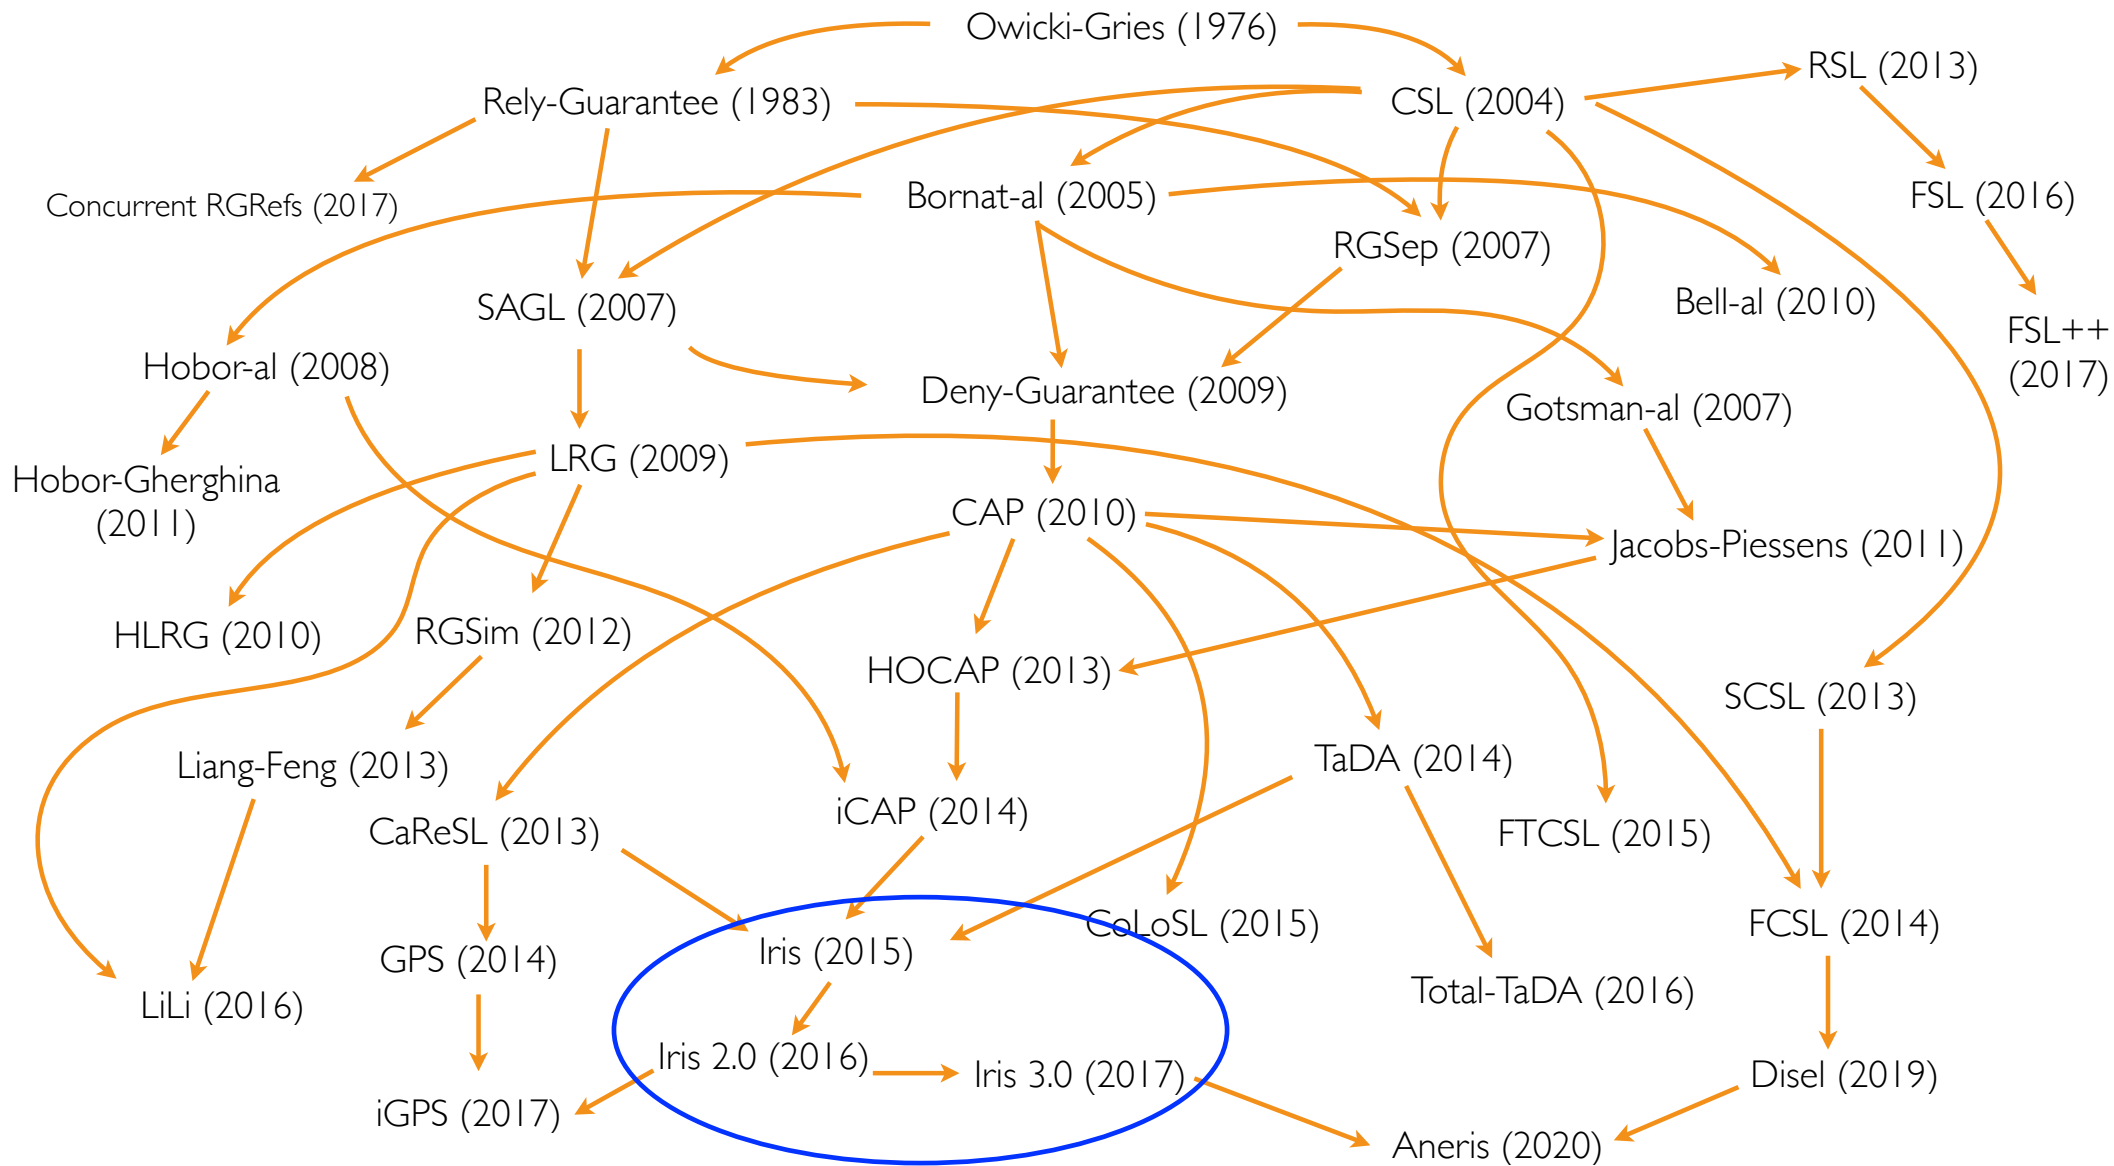 Owicki-Gries (1976)
RSL (2013)
Rely-Guarantee (1983)
CSL (2004)
Concurrent RGRefs (2017)
Bornat-al (2005)
FSL (2016)
RGSep (2007)
SAGL (2007)
Bell-al (2010)
FSL++
(2017)
Hobor-al (2008)
Deny-Guarantee (2009)
Gotsman-al (2007)
LRG (2009)
Hobor-Gherghina
(2011)
CAP (2010)
Jacobs-Piessens (2011)
HLRG (2010)
RGSim (2012)
HOCAP (2013)
SCSL (2013)
Liang-Feng (2013)
TaDA (2014)
CaReSL (2013)
iCAP (2014)
FTCSL (2015)
GPS (2014)
Iris (2015)
CoLoSL (2015)
FCSL (2014)
LiLi (2016)
Total-TaDA (2016)
Iris 2.0 (2016)
Iris 3.0 (2017)
Disel (2019)
iGPS (2017)
Aneris (2020)